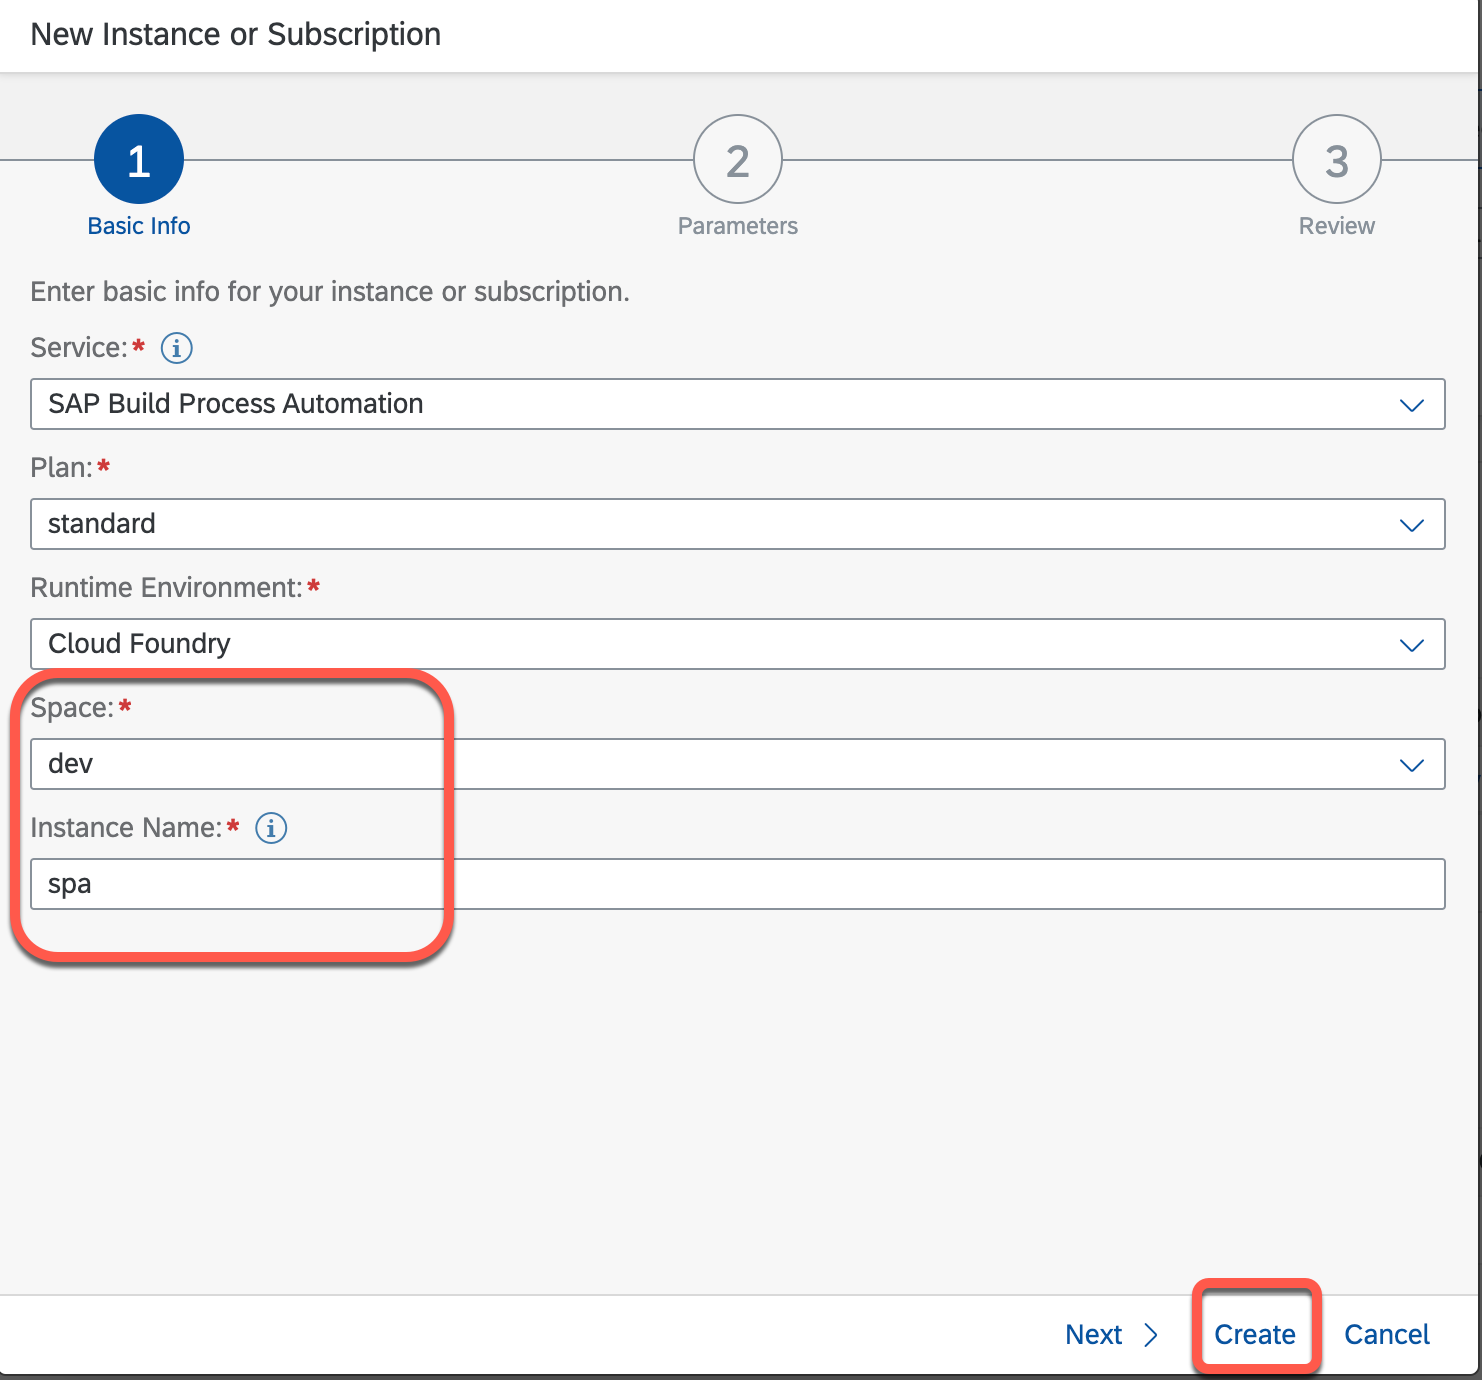 New Instance or Subscription
1
2
3
Basic Info
Parameters
Review
Enter basic info for your instance or subscription.
Service:* i
SAP Build Process Automation
Plan:*
standard
Runtime Environment:*
Cloud Foundry
Space:*
dev
Instance Name:* i
spa
Next Create Cancel